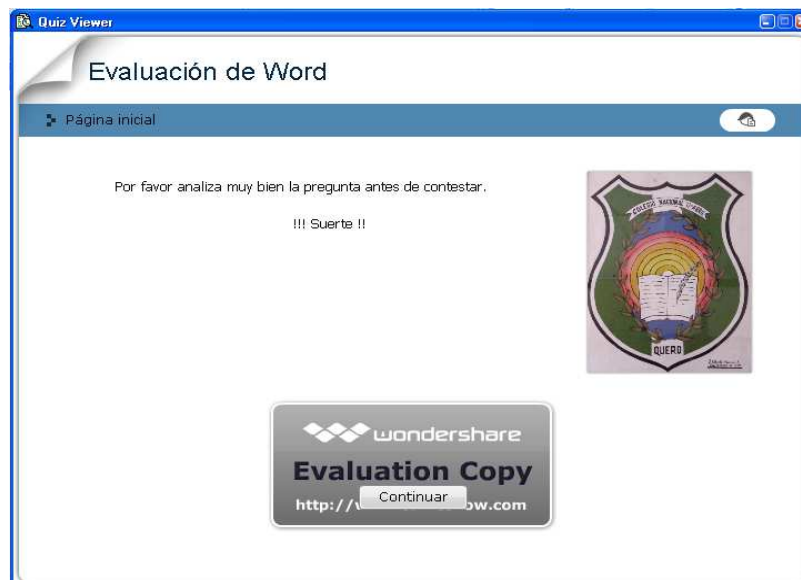 Quiz Viewer
Evaluación de Word
Página inicial
Por favor analiza muy bien la pregunta antes de contestar.
!!! Suerte !!
COLEGIO NACIONAL
QUERO
wondershare
Evaluation Copy
Continuar
http://w ow.com